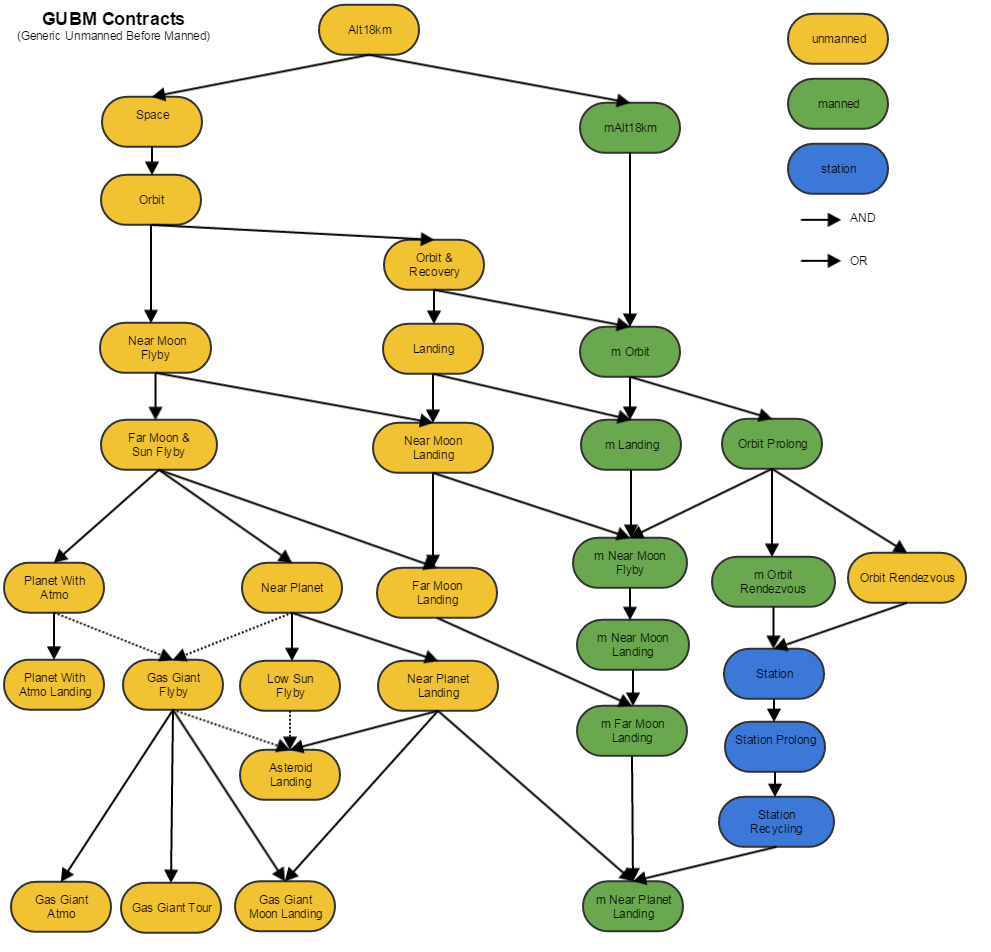 GUBM Contracts
(Generic Unmanned Before Manned)
Alt18km
unmanned
manned
station
AND
OR
Space
mAlt18km
Orbit
Orbit &
Recovery
Near Moon
Flyby
Landing
m Orbit
Far Moon &
Sun Flyby
Near Moon
Landing
m Landing
Orbit Prolong
Planet With
Atmo
Near Planet
Far Moon
Landing
m Near Moon
Flyby
m Orbit
Rendezvous
Orbit Rendezvous
Planet With
Atmo Landing
Gas Giant
Flyby
Low Sun
Flyby
Near Planet
Landing
m Near Moon
Landing
Station
m Far Moon
Landing
Station Prolong
Asteroid
Landing
Station
Recycling
Gas Giant
Atmo
Gas Giant Tour
Gas Giant
Moon Landing
m Near Planet
Landing